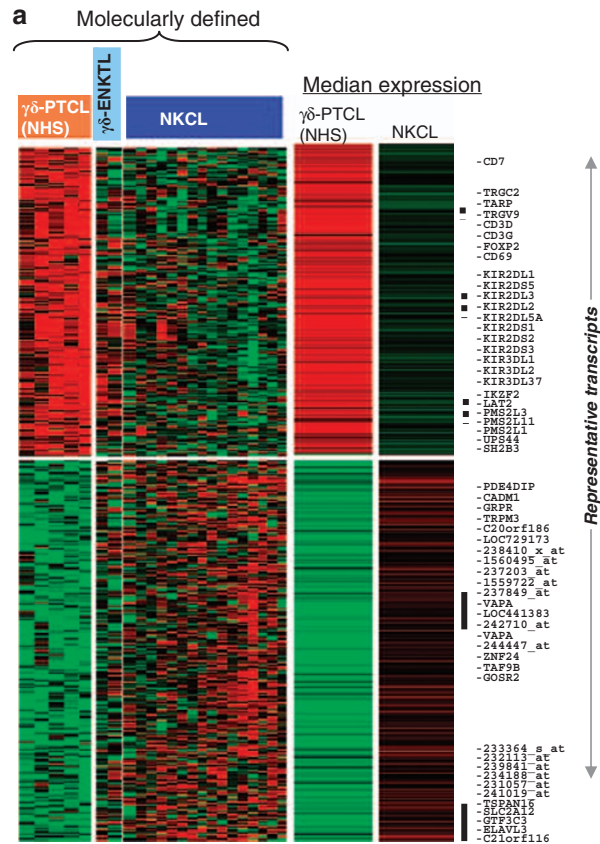 a
Molecularly defined
γδ-PTCL
(NHS)
γδ-ENKTL
NKCL
Median expression
γδ-PTCL
(NHS)
NKCL
-CD7
-TRGC2
-TARP
-TRGV9
-CD3D
-CD3G
-FOXP2
-CD69
-KIR2DL1
-KIR2DS5
-KIR2DL3
-KIR2DL2
-KIR2DL5A
-KIR2DS1
-KIR2DS2
-KIR2DS3
-KIR3DL1
-KIR3DL2
-KIR3DL37
-IKZF2
-LAT2
-PMS2L3
-PMS2L11
-PMS2L1
-UPS44
-SH2B3
-PDE4DIP
-CADM1
-GRPR
-TRPM3
-C20orf186
-LOC729173
-238410_x_at
-1560495_at
-237203_at
-1559722_at
-237849_at
-VAPA
-LOC441383
-242710_at
-VAPA
-244447_at
-ZNF24
-TAF9B
-GOSR2
-233364_s_at
-232113_at
-239841_at
-234188_at
-231057_at
-241019_at
-TSPAN16
-SLC2A12
-GTF3C3
-ELAVL3
-C21orf116
Representative transcripts